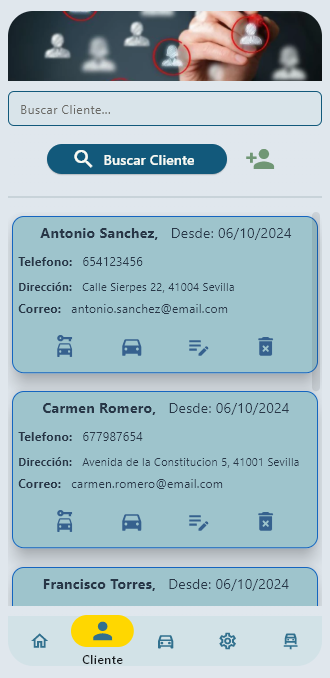 Buscar Cliente...
Buscar Cliente
Antonio Sanchez, Desde: 06/10/2024
Telefono: 654123456
Dirección: Calle Sierpes 22, 41004 Sevilla
Correo: antonio.sanchez@email.com
Carmen Romero, Desde: 06/10/2024
Telefono: 677987654
Dirección: Avenida de la Constitucion 5, 41001 Sevilla
Correo: carmen.romero@email.com
Francisco Torres, Desde: 06/10/2024
Cliente